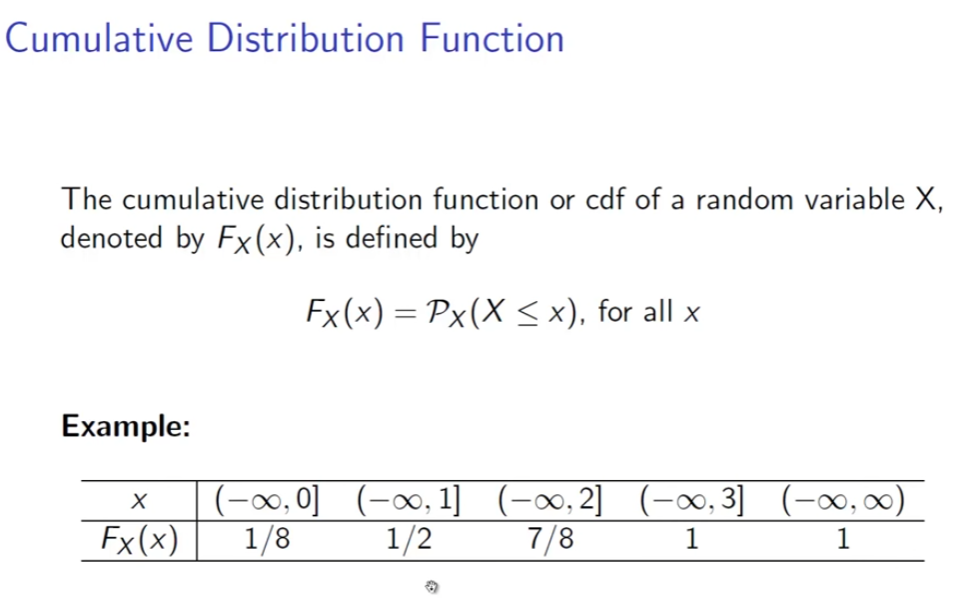 Cumulative Distribution Function
The cumulative distribution function or cdf of a random variable X,
denoted by F_X(x), is defined by
F_X(x) = 𝒫_X(X ≤ x), for all x
Example:
x (−∞, 0] (−∞, 1] (−∞, 2] (−∞, 3] (−∞, ∞)
F_X(x) 1/8 1/2 7/8 1 1